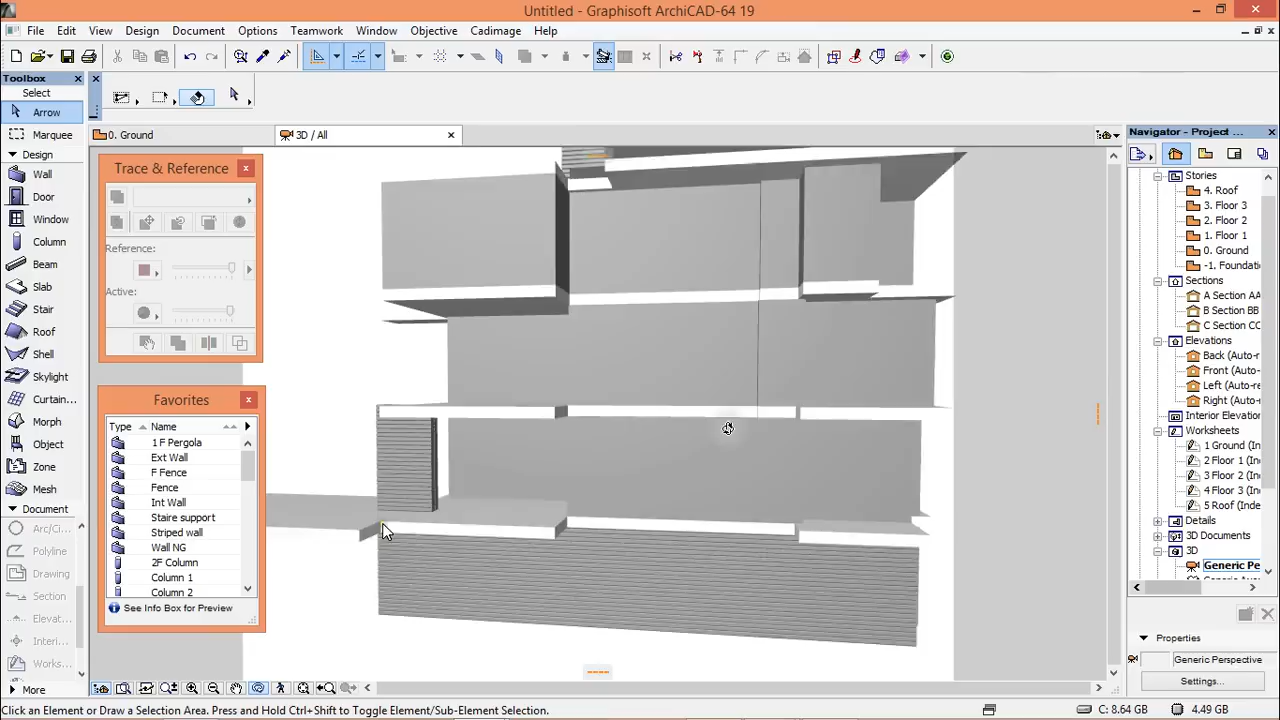 Untitled - Graphisoft ArchiCAD-64 19
File Edit View Design Document Options Teamwork Window Objective Cadimage Help
Toolbox
Select
Arrow
Marquee
Design
Wall
Door
Window
Column
Beam
Slab
Stair
Roof
Shell
Skylight
Curtain...
Morph
Object
Zone
Mesh
Document
Arc/Ci...
Polyline
Drawing
Section
Elevat...
Interi...
Works...
More
0. Ground
3D / All
Trace & Reference
Reference:
Active:
Favorites
Type Name
1 F Pergola
Ext Wall
F Fence
Fence
Int Wall
Staire support
Striped wall
Wall NG
2F Column
Column 1
Column 2
See Info Box for Preview
Navigator - Project ...
Stories
4. Roof
3. Floor 3
2. Floor 2
1. Floor 1
0. Ground
-1. Foundati
Sections
A Section AA
B Section BB
C Section CC
Elevations
Back (Auto-r
Front (Auto-r
Left (Auto-re
Right (Auto-r
Interior Elevation
Worksheets
1 Ground (In
2 Floor 1 (In
3 Floor 2 (In
4 Floor 3 (In
5 Roof (Inde
Details
3D Documents
3D
Generic Pe
Properties
Generic Perspective
Settings...
Click an Element or Draw a Selection Area. Press and Hold Ctrl+Shift to Toggle Element/Sub-Element Selection.
C: 8.64 GB
4.49 GB